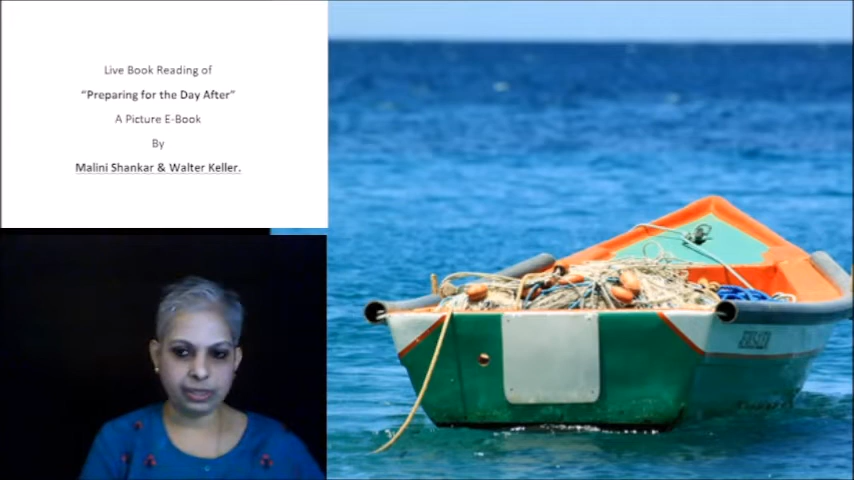 Live Book Reading of
“Preparing for the Day After”
A Picture E-Book
By
Malini Shankar & Walter Keller.